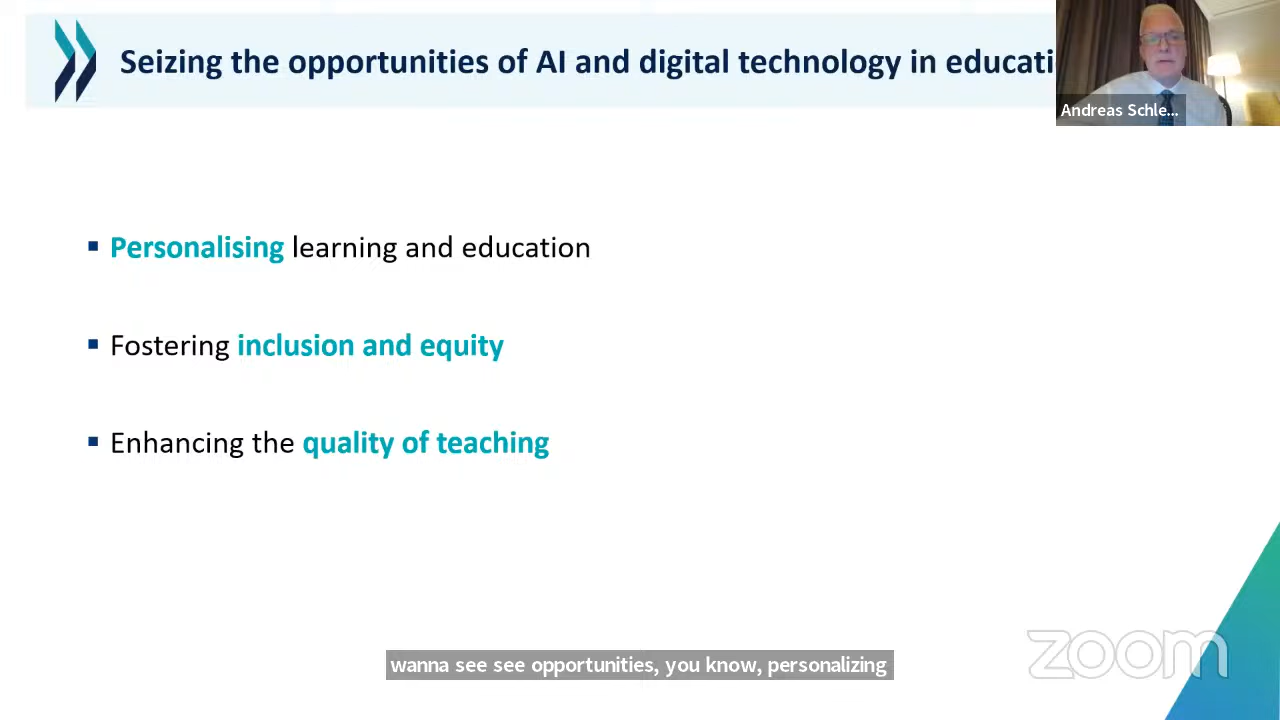 Seizing the opportunities of AI and digital technology in educati
Andreas Schle...
▪ Personalising learning and education
▪ Fostering inclusion and equity
▪ Enhancing the quality of teaching
zoom
wanna see see opportunities, you know, personalizing